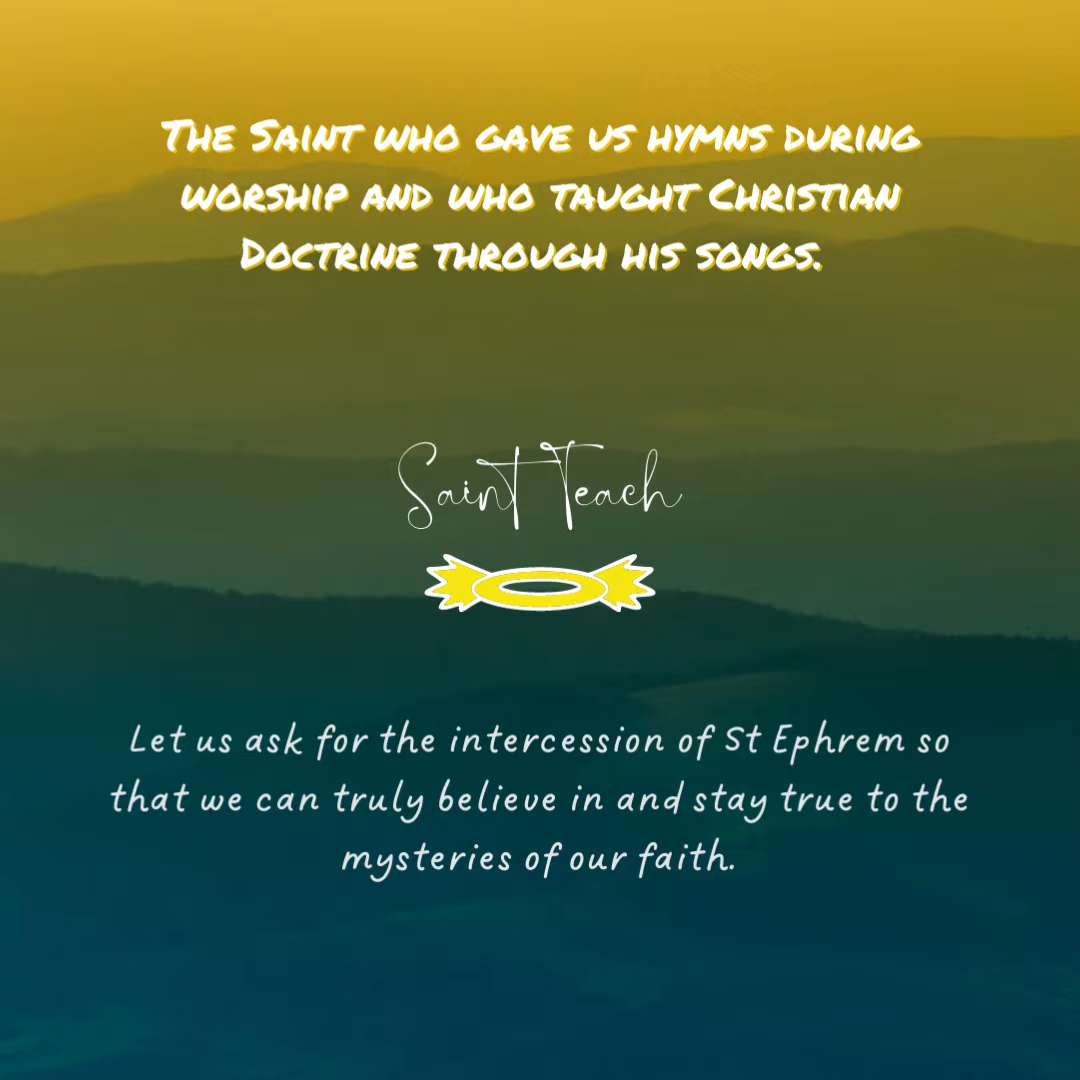 The Saint who gave us hymns during
worship and who taught Christian
Doctrine through his songs.
Saint Teach
Let us ask for the intercession of St Ephrem so
that we can truly believe in and stay true to the
mysteries of our faith.